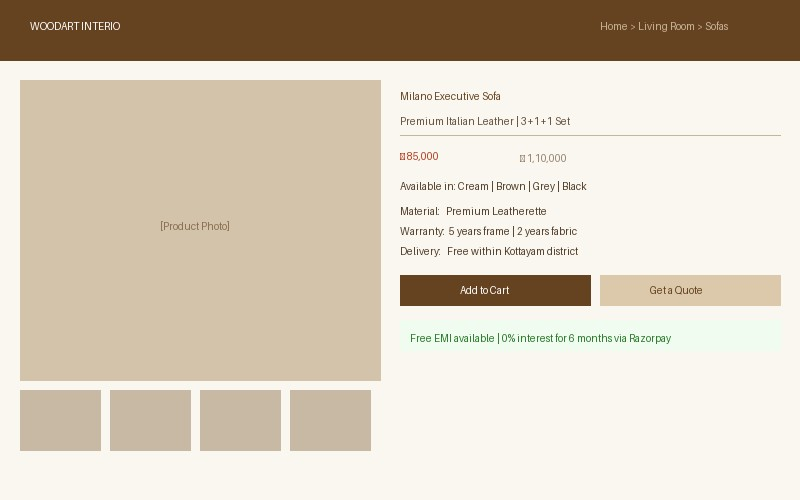 WOODART INTERIO
Home > Living Room > Sofas
[Product Photo]
Milano Executive Sofa
Premium Italian Leather | 3+1+1 Set
85,000
1,10,000
Available in: Cream | Brown | Grey | Black
Material: Premium Leatherette
Warranty: 5 years frame | 2 years fabric
Delivery: Free within Kottayam district
Add to Cart
Get a Quote
Free EMI available | 0% interest for 6 months via Razorpay